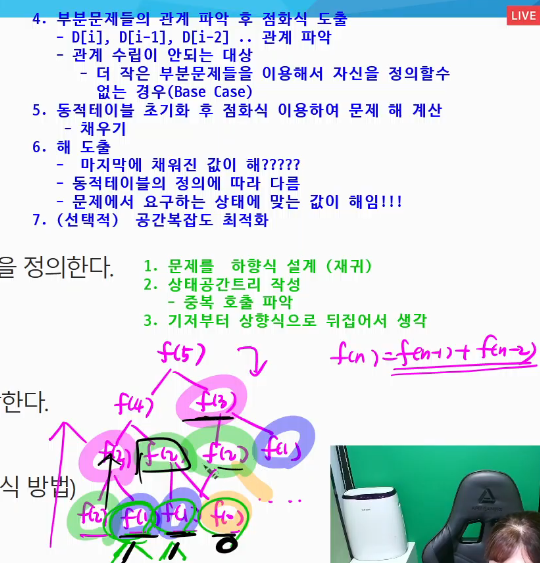 LIVE
4. 부분문제들의 관계 파악 후 점화식 도출
- D[i], D[i-1], D[i-2] .. 관계 파악
- 관계 수립이 안되는 대상
- 더 작은 부분문제들을 이용해서 자신을 정의할수
없는 경우(Base Case)
5. 동적테이블 초기화 후 점화식 이용하여 문제 해 계산
- 채우기
6. 해 도출
- 마지막에 채워진 값이 해?????
- 동적테이블의 정의에 따라 다름
- 문제에서 요구하는 상태에 맞는 값이 해임!!!
7. (선택적) 공간복잡도 최적화
을 정의한다.
1. 문제를 하향식 설계 (재귀)
2. 상태공간트리 작성
- 중복 호출 파악
3. 기저부터 상향식으로 뒤집어서 생각
f(5)
f(n)=f(n-1)+f(n-2)
f(4) f(3)
한다.
f(3) f(2) f(2) f(1)
식 방법)
f(2) f(1) f(1) f(0)
1 1 0